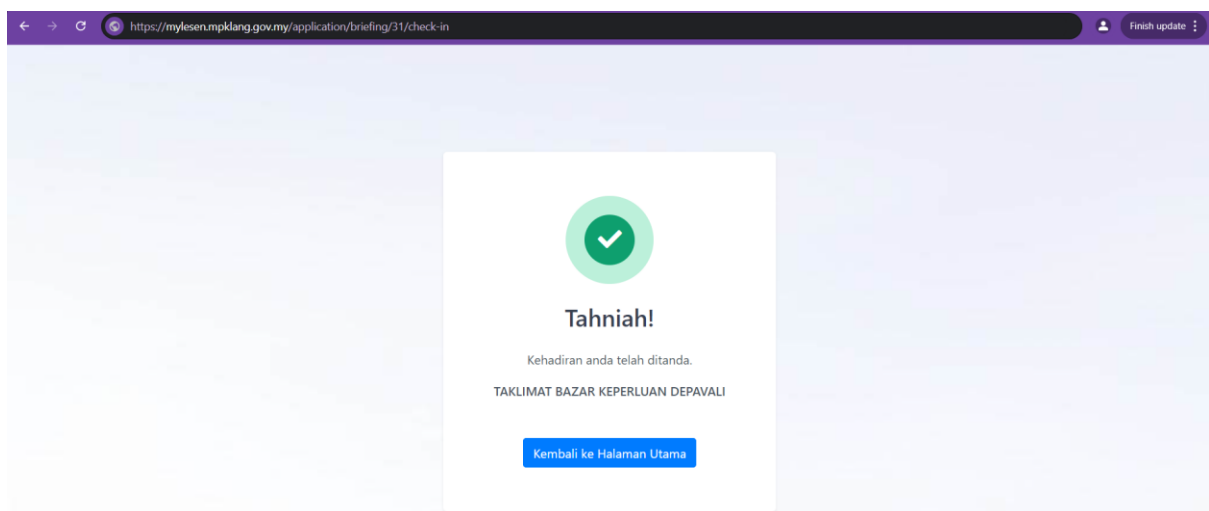 https://mylesen.mpklang.gov.my/application/briefing/31/check-in
Finish update
Tahniah!
Kehadiran anda telah ditanda.
TAKLIMAT BAZAR KEPERLUAN DEPAVALI
Kembali ke Halaman Utama